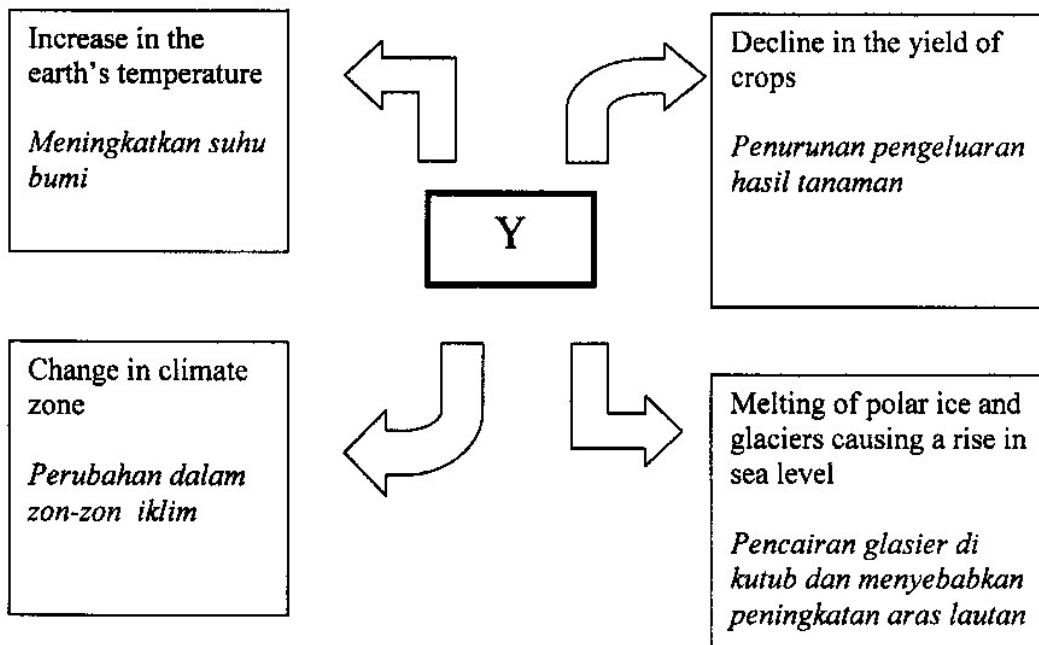 Increase in the
earth's temperature
Meningkatkan suhu
bumi
Decline in the yield of
crops
Penurunan pengeluaran
hasil tanaman
Y
Change in climate
zone
Perubahan dalam
zon-zon iklim
Melting of polar ice and
glaciers causing a rise in
sea level
Pencairan glasier di
kutub dan menyebabkan
peningkatan aras lautan